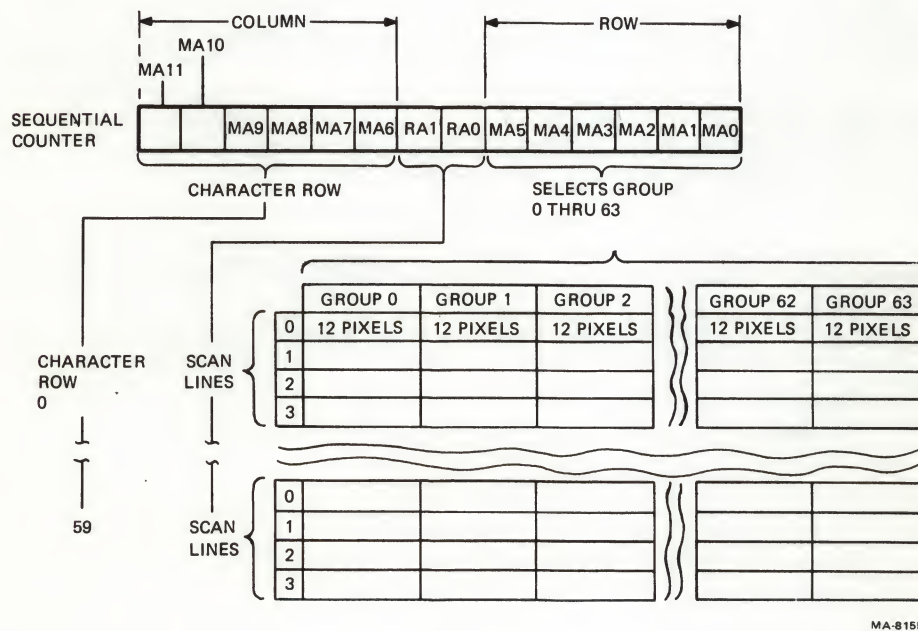 COLUMN
ROW
MA10
MA11
SEQUENTIAL
COUNTER
MA9 MA8 MA7 MA6 RA1 RA0 MA5 MA4 MA3 MA2 MA1 MA0
CHARACTER ROW
SELECTS GROUP
0 THRU 63
GROUP 0 GROUP 1 GROUP 2 GROUP 62 GROUP 63
0 12 PIXELS 12 PIXELS 12 PIXELS 12 PIXELS 12 PIXELS
1
2
3
CHARACTER
ROW
0
SCAN
LINES
0
1
2
3
59
SCAN
LINES